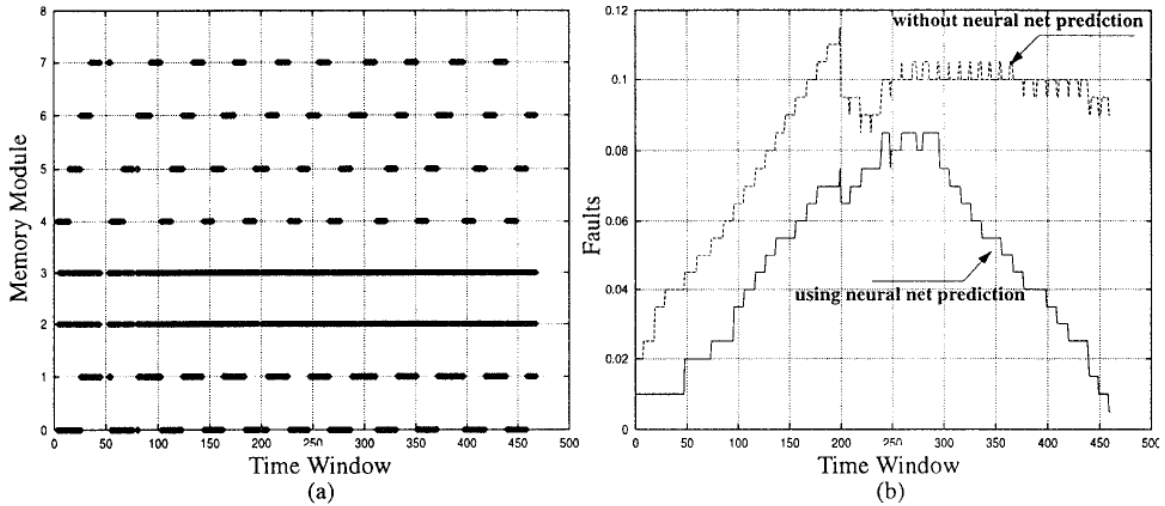 8
7
6
5
4
3
2
1
0
Memory Module
0 50 100 150 200 250 300 350 400 450 500
Time Window
(a)
0.12
0.1
0.08
0.06
0.04
0.02
0
Faults
without neural net prediction
using neural net prediction
0 50 100 150 200 250 300 350 400 450 500
Time Window
(b)